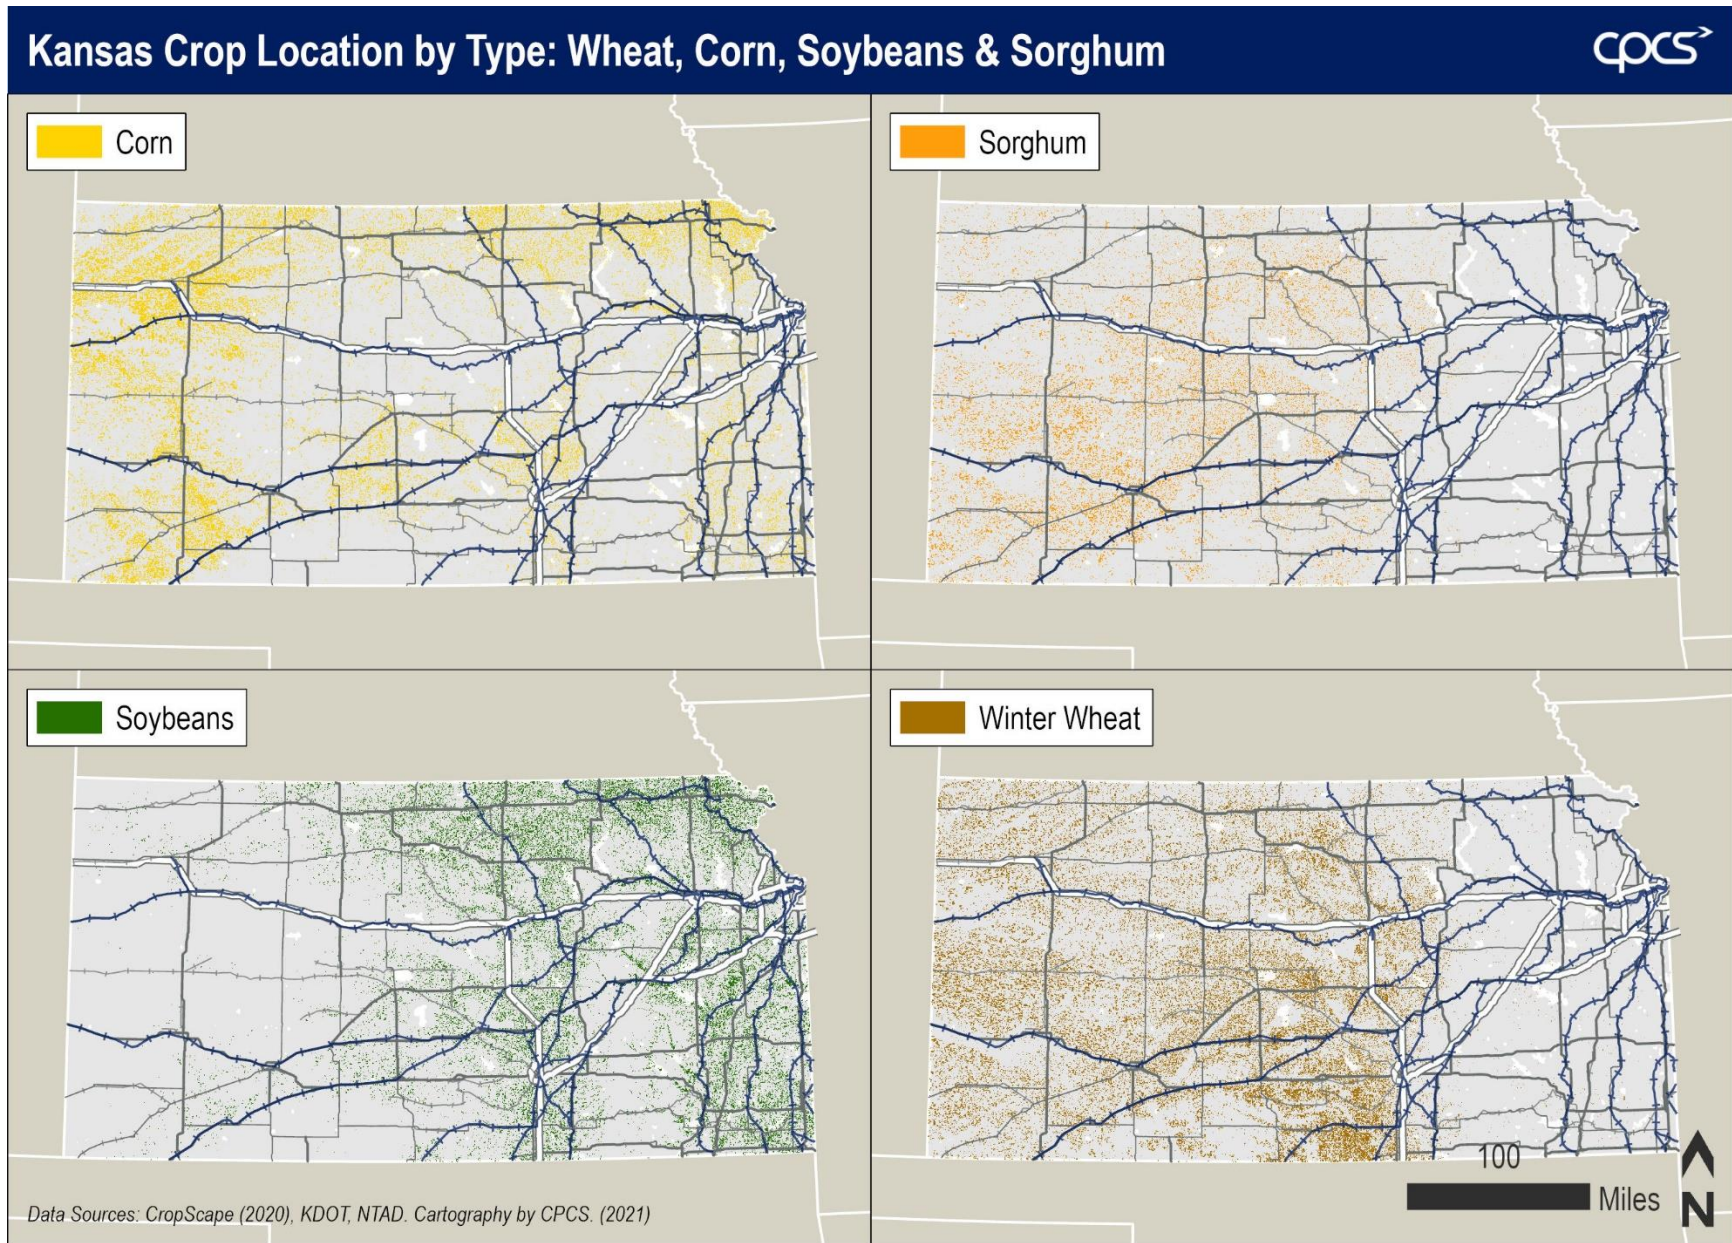 Kansas Crop Location by Type: Wheat, Corn, Soybeans & Sorghum
cpcs
Corn
Sorghum
Soybeans
Winter Wheat
100
Miles
N
Data Sources: CropScape (2020), KDOT, NTAD. Cartography by CPCS. (2021)